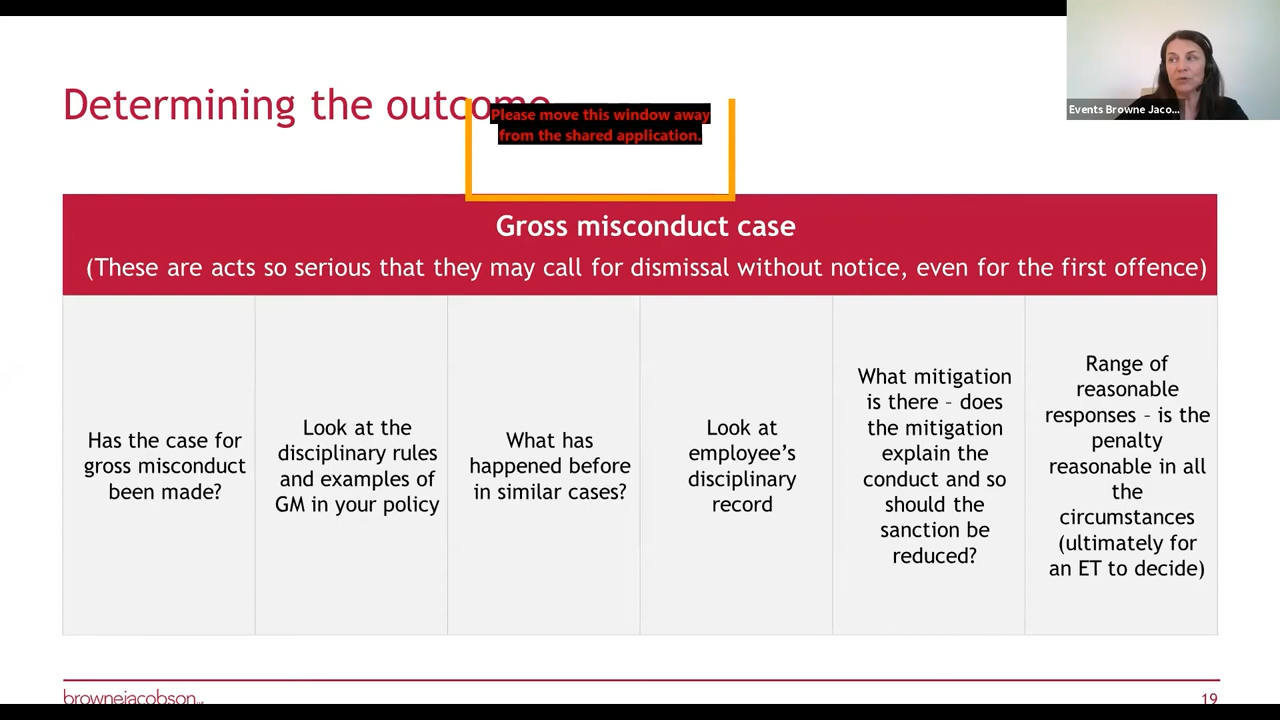 Determining the outcome
Please move this window away
from the shared application.
Events Browne Jaco...
Gross misconduct case
(These are acts so serious that they may call for dismissal without notice, even for the first offence)
Has the case for
gross misconduct
been made?
Look at the
disciplinary rules
and examples of
GM in your policy
What has
happened before
in similar cases?
Look at
employee’s
disciplinary
record
What mitigation
is there – does
the mitigation
explain the
conduct and so
should the
sanction be
reduced?
Range of
reasonable
responses – is the
penalty
reasonable in all
the
circumstances
(ultimately for
an ET to decide)
brownejacobson
19